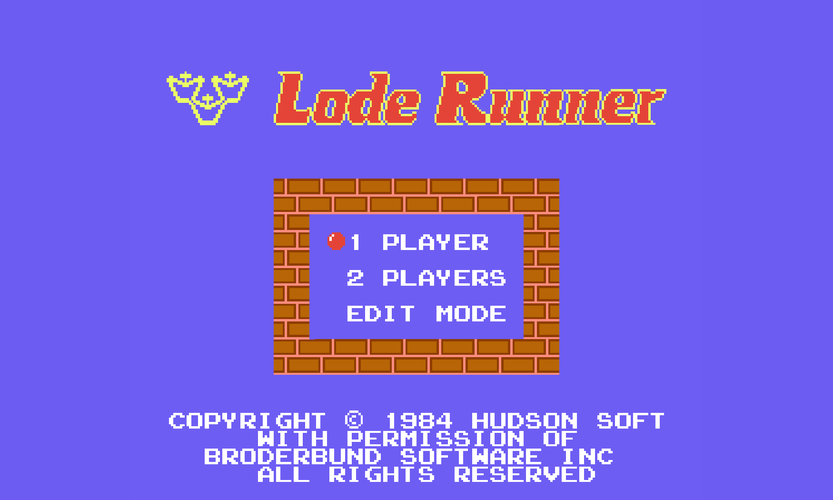 Lode Runner
1 PLAYER
2 PLAYERS
EDIT MODE
COPYRIGHT © 1984 HUDSON SOFT
WITH PERMISSION OF
BRODERBUND SOFTWARE INC
ALL RIGHTS RESERVED